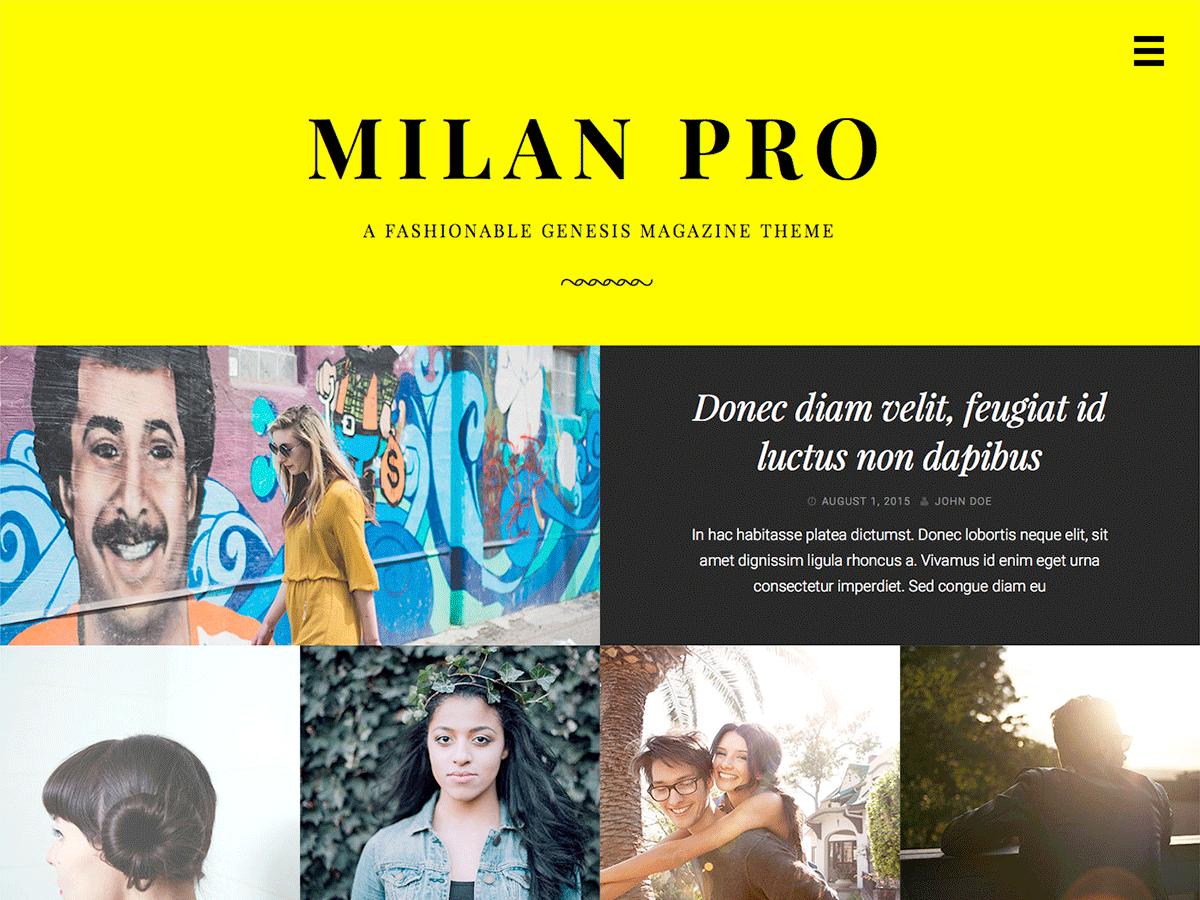 MILAN PRO
A FASHIONABLE GENESIS MAGAZINE THEME
Donec diam velit, feugiat id
luctus non dapibus
AUGUST 1, 2015 JOHN DOE
In hac habitasse platea dictumst. Donec lobortis neque elit, sit
amet dignissim ligula rhoncus a. Vivamus id enim eget urna
consectetur imperdiet. Sed congue diam eu
$